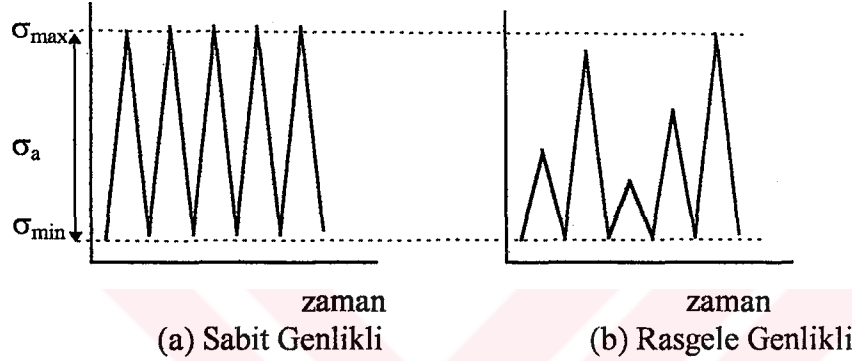 σmax
σa
σmin
zaman
(a) Sabit Genlikli
zaman
(b) Rasgele Genlikli